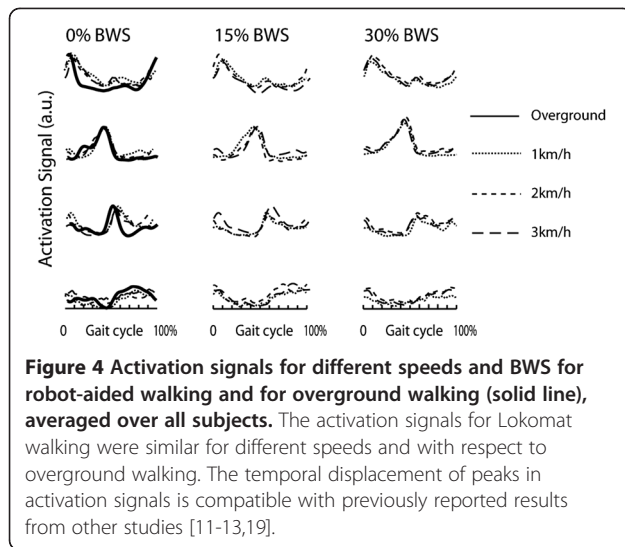 0% BWS
15% BWS
30% BWS
Activation Signal (a.u.)
Overground
1km/h
2km/h
3km/h
0 Gait cycle 100%
0 Gait cycle 100%
0 Gait cycle 100%
Figure 4 Activation signals for different speeds and BWS for
robot-aided walking and for overground walking (solid line),
averaged over all subjects. The activation signals for Lokomat
walking were similar for different speeds and with respect to
overground walking. The temporal displacement of peaks in
activation signals is compatible with previously reported results
from other studies [11-13,19].